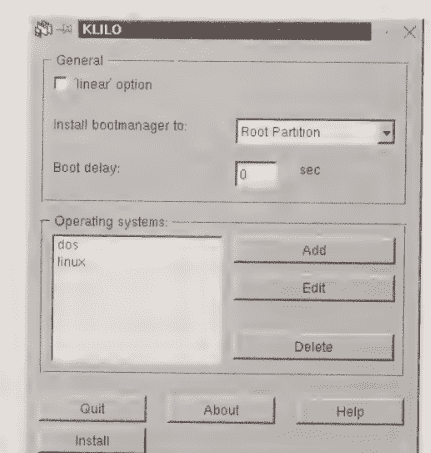 KLILO
General
'linear' option
Install bootmanager to:
Root Partition
Boot delay:
0
sec
Operating systems:
dos
linux
Add
Edit
Delete
Quit
About
Help
Install